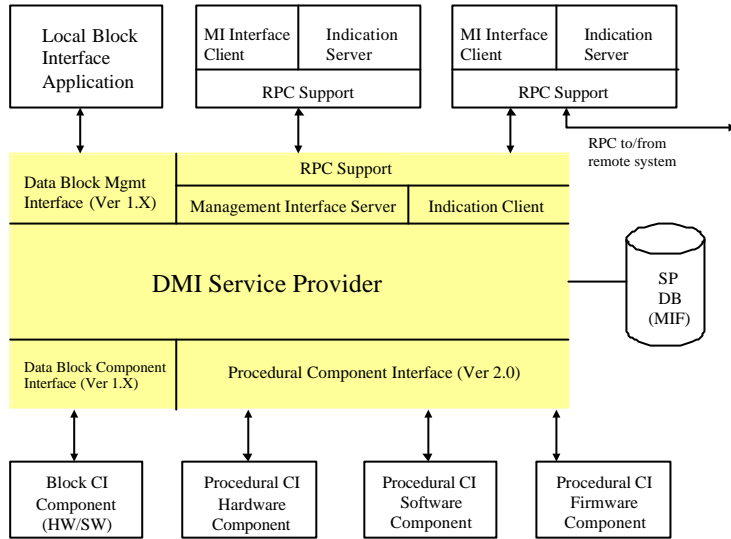 Local Block
Interface
Application
MI Interface
Client
Indication
Server
RPC Support
MI Interface
Client
Indication
Server
RPC Support
RPC to/from
remote system
Data Block Mgmt
Interface (Ver 1.X)
RPC Support
Management Interface Server
Indication Client
DMI Service Provider
SP
DB
(MIF)
Data Block Component
Interface (Ver 1.X)
Procedural Component Interface (Ver 2.0)
Block CI
Component
(HW/SW)
Procedural CI
Hardware
Component
Procedural CI
Software
Component
Procedural CI
Firmware
Component